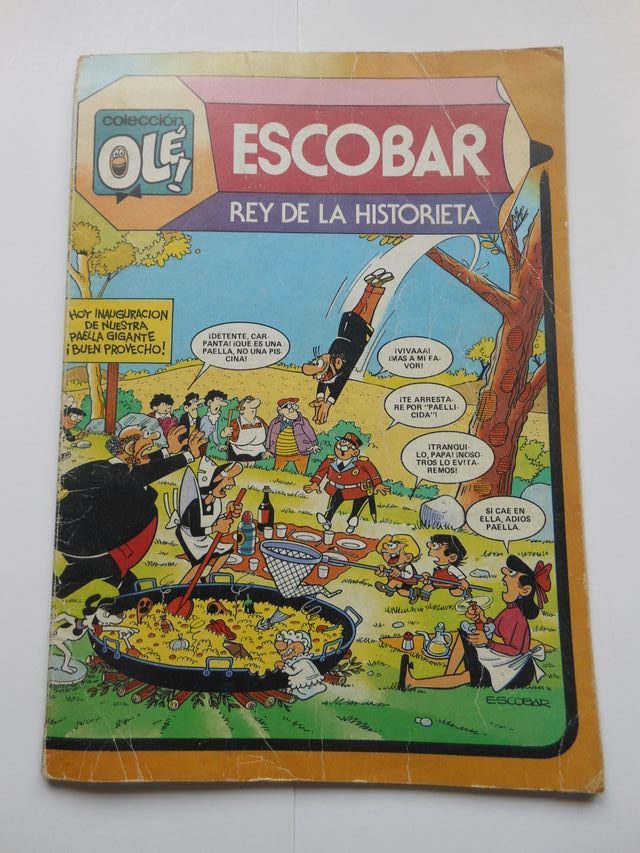 colección
OLÉ!
ESCOBAR
REY DE LA HISTORIETA
HOY INAUGURACION
DE NUESTRA
PAELLA GIGANTE
¡BUEN PROVECHO!
¡DETENTE, CAR-
PANTA! ¡QUE ES UNA
PAELLA, NO UNA PIS-
CINA!
¡VIVAAA!
¡MAS A MI FA-
VOR!
¡TE ARRESTA-
RE POR "PAELLI-
CIDA"!
¡TRANQUI-
LO, PAPA! ¡NOSO-
TROS LO EVITA-
REMOS!
SI CAE EN
ELLA, ADIOS
PAELLA.
ESCOBAR